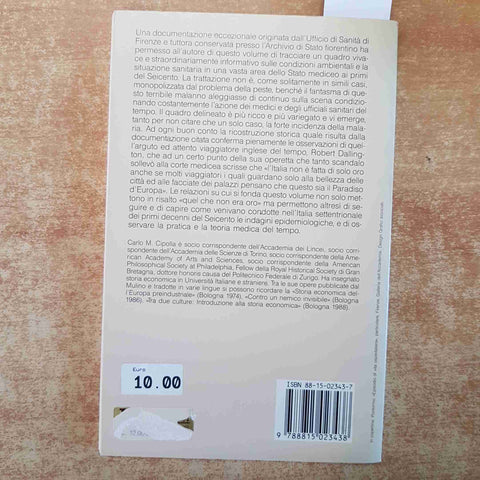 Una documentazione eccezionale originata dall'Ufficio di Sanità di
Firenze e tuttora conservata presso l'Archivio di Stato fiorentino ha
permesso all'autore di questo volume di tracciare un quadro viva-
ce e straordinariamente informativo sulle condizioni ambientali e la
situazione sanitaria in una vasta area dello Stato mediceo ai primi
del Seicento. La trattazione non è, come solitamente in simili casi,
monopolizzata dal problema della peste, benché il fantasma di que-
sto terribile malanno aleggiasse di continuo sulla scena condizio-
nando costantemente l'azione dei medici e degli ufficiali sanitari del
tempo. Il quadro delineato è più ricco e più variegato e vi emerge,
tanto per non citare che un solo caso, la forte incidenza della mala-
ria. Ad ogni buon conto la ricostruzione storica quale risulta dalla
documentazione citata conferma pienamente le osservazioni di quel-
l'arguto ed attento viaggiatore inglese del tempo, Robert Dalling-
ton, che ad un certo punto della sua operetta che tanto scandalo
sollevò alla corte medicea scrisse che «l'Italia non è fatta di solo oro
anche se molti viaggiatori i quali guardano solo alla bellezza delle
città ed alle facciate dei palazzi pensano che questo sia il Paradiso
d'Europa». Le relazioni su cui si fonda questo volume non solo met-
tono in risalto «quel che non era oro» ma permettono altresì di se-
guire e di capire come venivano condotte nell'Italia settentrionale
dei primi decenni del Seicento le indagini epidemiologiche, e di os-
servare la pratica e la teoria medica del tempo.
Carlo M. Cipolla è socio corrispondente dell'Accademia dei Lincei, socio corri-
spondente dell'Accademia delle Scienze di Torino, socio corrispondente della Ame-
rican Academy of Arts and Sciences, socio corrispondente della American
Philosophical Society at Philadelphia, Fellow della Royal Historical Society di Gran
Bretagna, dottore honoris causa del Politecnico Federale di Zurigo. Ha insegnato
storia economica in Università Italiane e straniere. Tra le sue opere pubblicate dal
Mulino e tradotte in varie lingue si possono ricordare la «Storia economica del-
l'Europa preindustriale» (Bologna 1974), «Contro un nemico invisibile» (Bologna
1986), «Tra due culture: Introduzione alla storia economica» (Bologna 1988).
Euro
10.00
ISBN 88-15-02343-7
9 788815 023438